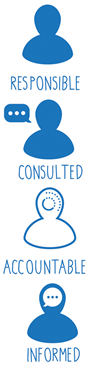 RESPONSIBLE
CONSULTED
ACCOUNTABLE
INFORMED